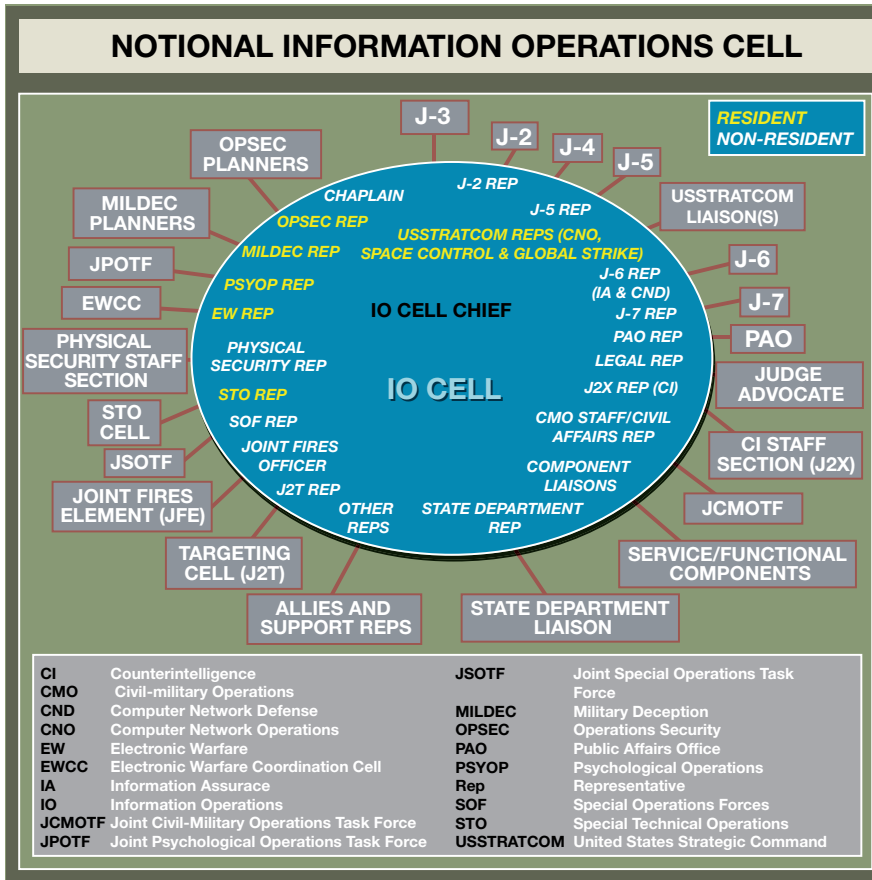 NOTIONAL INFORMATION OPERATIONS CELL
RESIDENT
NON-RESIDENT
J-3
J-2
J-4
J-5
USSTRATCOM
LIAISON(S)
J-6
J-7
PAO
JUDGE
ADVOCATE
CI STAFF
SECTION (J2X)
JCMOTF
SERVICE/FUNCTIONAL
COMPONENTS
STATE DEPARTMENT
LIAISON
ALLIES AND
SUPPORT REPS
TARGETING
CELL (J2T)
JOINT FIRES
ELEMENT (JFE)
JSOTF
STO
CELL
PHYSICAL
SECURITY STAFF
SECTION
EWCC
JPOTF
MILDEC
PLANNERS
OPSEC
PLANNERS
CHAPLAIN
J-2 REP
J-5 REP
OPSEC REP
USSTRATCOM REPS (CNO,
SPACE CONTROL & GLOBAL STRIKE)
MILDEC REP
J-6 REP
(IA & CND)
PSYOP REP
J-7 REP
EW REP
IO CELL CHIEF
PAO REP
PHYSICAL
SECURITY REP
LEGAL REP
IO CELL
J2X REP (CI)
STO REP
SOF REP
CMO STAFF/CIVIL
AFFAIRS REP
JOINT FIRES
OFFICER
COMPONENT
LIAISONS
J2T REP
OTHER
REPS
STATE DEPARTMENT
REP
CI Counterintelligence
CMO Civil-military Operations
CND Computer Network Defense
CNO Computer Network Operations
EW Electronic Warfare
EWCC Electronic Warfare Coordination Cell
IA Information Assurace
IO Information Operations
JCMOTF Joint Civil-Military Operations Task Force
JPOTF Joint Psychological Operations Task Force
JSOTF Joint Special Operations Task
Force
MILDEC Military Deception
OPSEC Operations Security
PAO Public Affairs Office
PSYOP Psychological Operations
Rep Representative
SOF Special Operations Forces
STO Special Technical Operations
USSTRATCOM United States Strategic Command